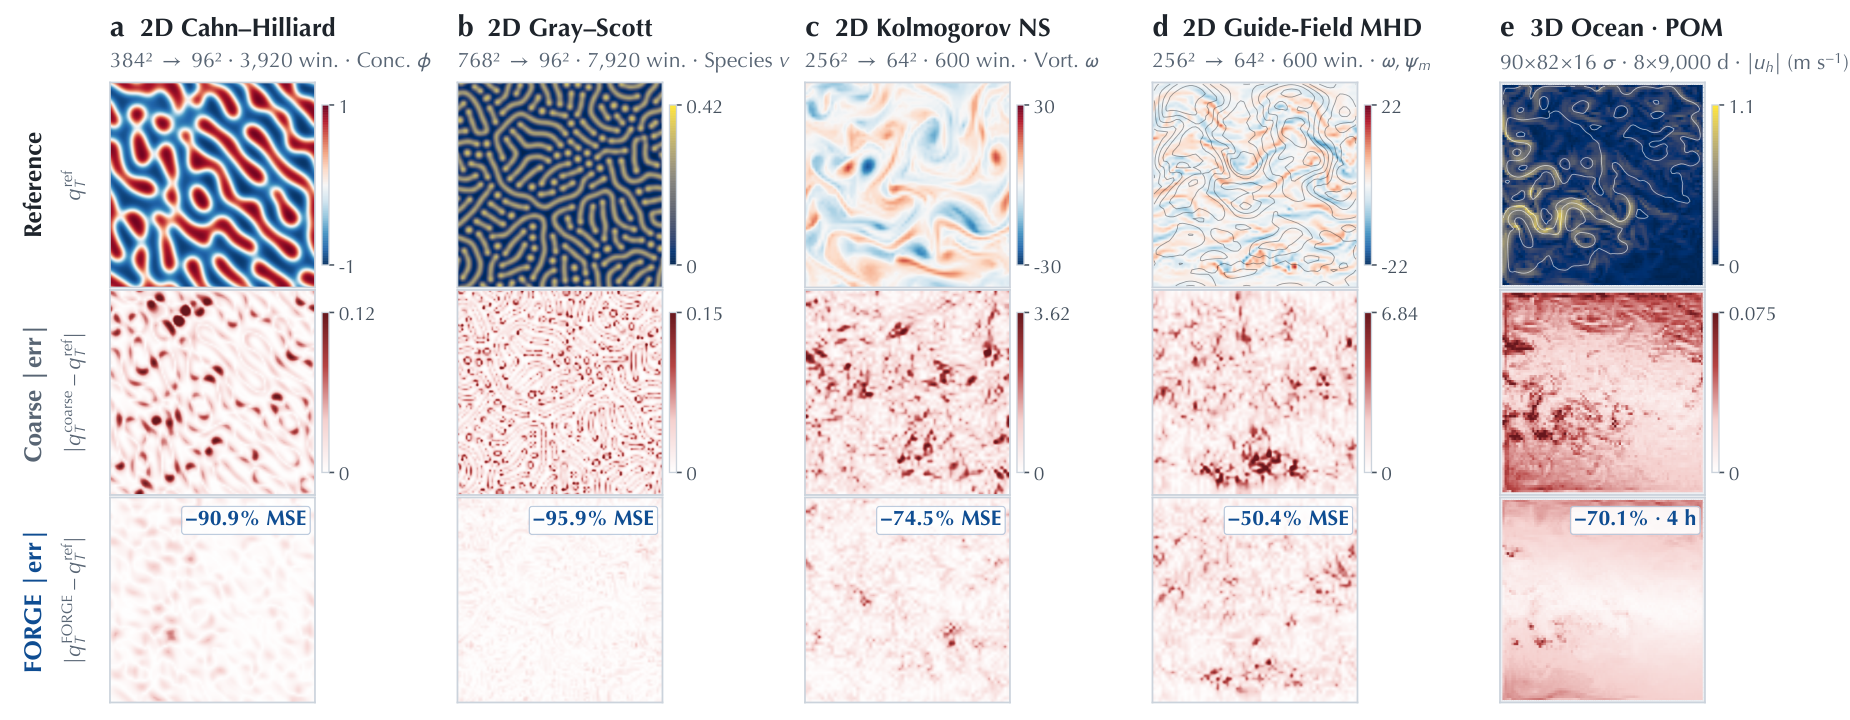 a 2D Cahn–Hilliard
384² → 96² · 3,920 win. · Conc. ϕ
b 2D Gray–Scott
768² → 96² · 7,920 win. · Species v
c 2D Kolmogorov NS
256² → 64² · 600 win. · Vort. ω
d 2D Guide-Field MHD
256² → 64² · 600 win. · ω, ψₘ
e 3D Ocean · POM
90×82×16 σ · 8×9,000 d · |uₕ| (m s⁻¹)
Reference
q_T^ref
1
-1
0.42
0
30
-30
22
-22
1.1
0
Coarse |err|
|q_T^coarse − q_T^ref|
0.12
0
0.15
0
3.62
0
6.84
0
0.075
0
FORGE |err|
|q_T^FORGE − q_T^ref|
−90.9% MSE
−95.9% MSE
−74.5% MSE
−50.4% MSE
−70.1% · 4 h